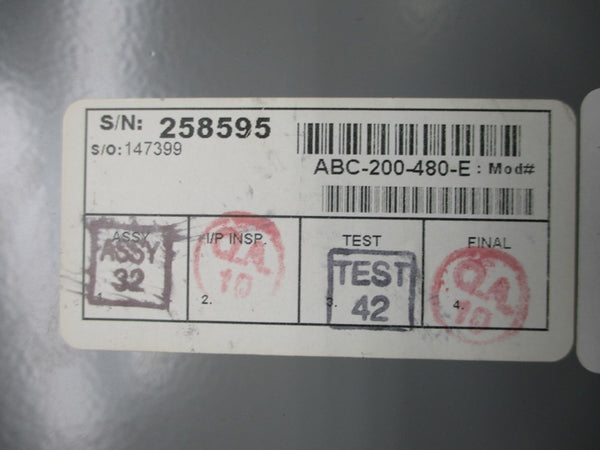 S/N: 258595
S/O:147399
ABC-200-480-E : Mod#
ASSY
ASSY
32
1.
I/P INSP.
QA
10
2.
TEST
TEST
42
3.
FINAL
QA
10
4.